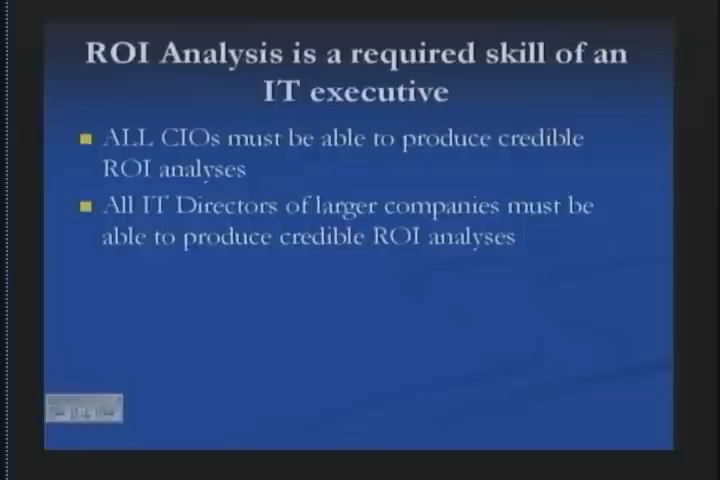 ROI Analysis is a required skill of an
IT executive
ALL CIOs must be able to produce credible
ROI analyses
All IT Directors of larger companies must be
able to produce credible ROI analyses